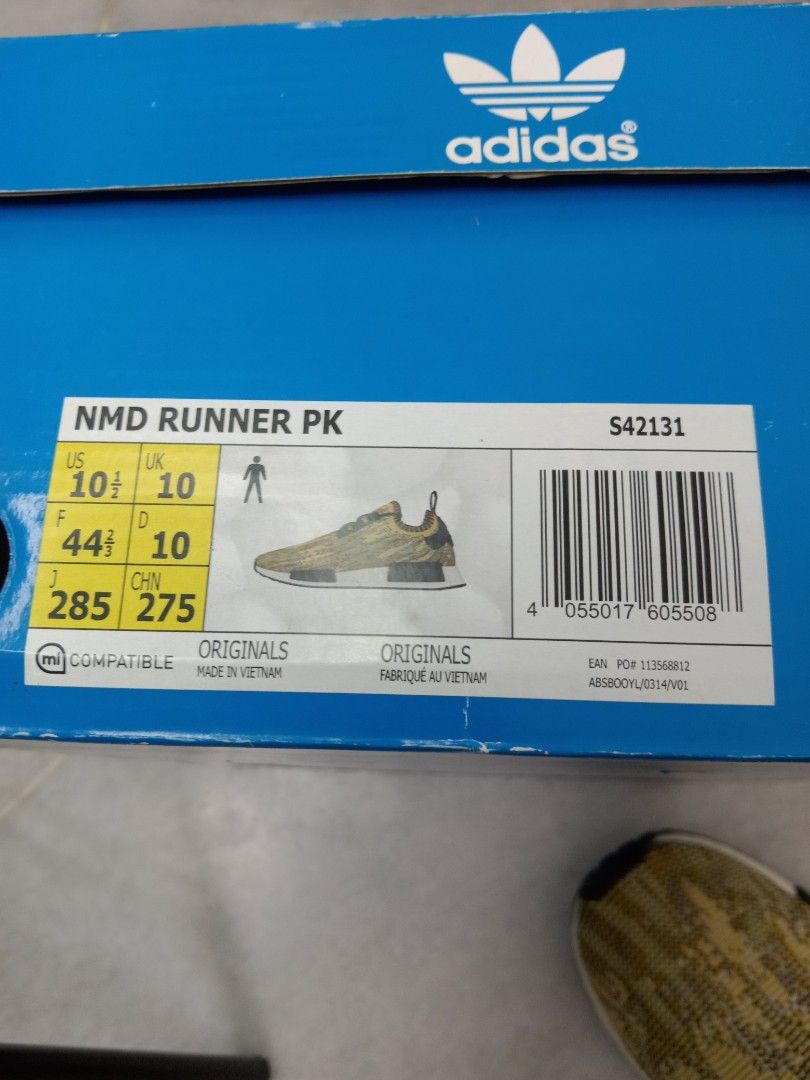 adidas®
NMD RUNNER PK S42131
US 10½ UK 10
F 44⅔ D 10
J 285 CHN 275
4 055017 605508
mi COMPATIBLE
ORIGINALS ORIGINALS
MADE IN VIETNAM FABRIQUÉ AU VIETNAM
EAN PO# 113568812
ABSBOOYL/0314/V01